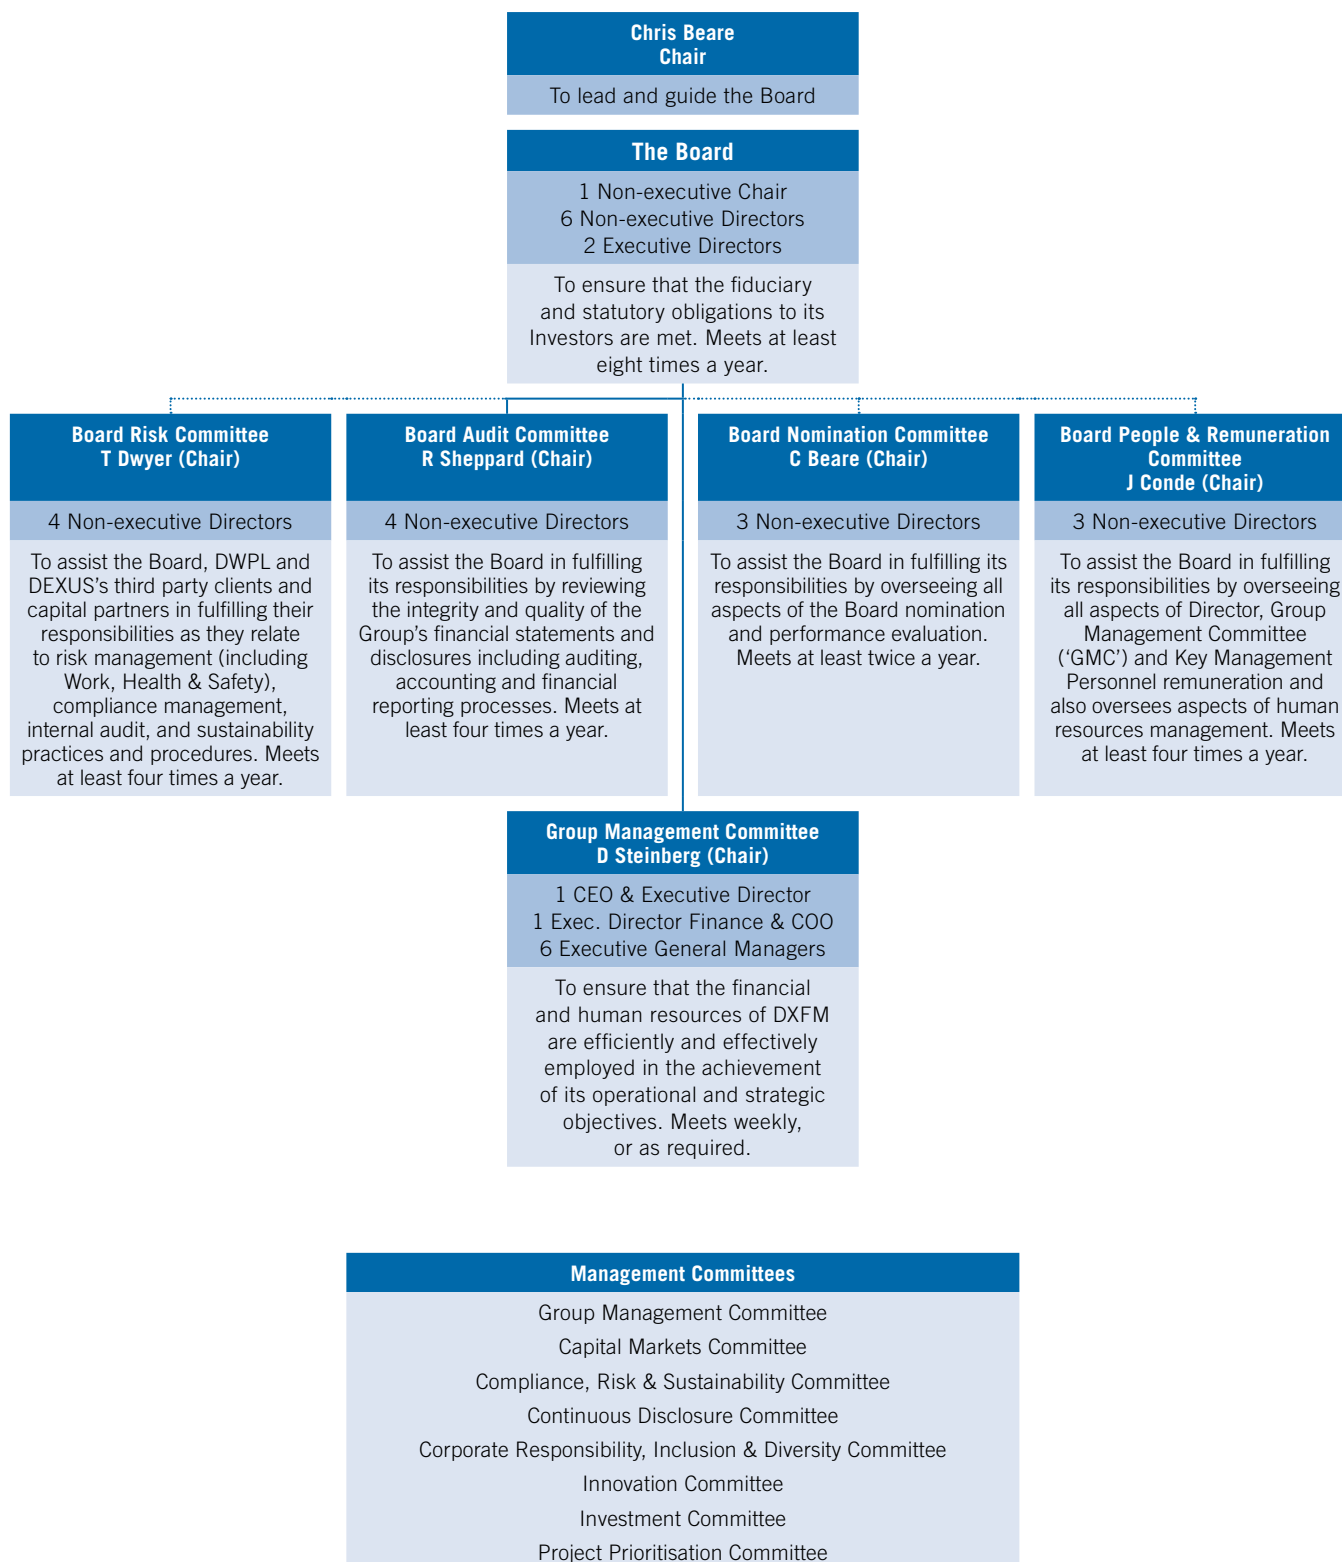 Chris Beare
Chair
To lead and guide the Board
The Board
1 Non-executive Chair
6 Non-executive Directors
2 Executive Directors
To ensure that the fiduciary
and statutory obligations to its
Investors are met. Meets at least
eight times a year.
Board Risk Committee
T Dwyer (Chair)
4 Non-executive Directors
To assist the Board, DWPL and
DEXUS’s third party clients and
capital partners in fulfilling their
responsibilities as they relate
to risk management (including
Work, Health & Safety),
compliance management,
internal audit, and sustainability
practices and procedures. Meets
at least four times a year.
Board Audit Committee
R Sheppard (Chair)
4 Non-executive Directors
To assist the Board in fulfilling
its responsibilities by reviewing
the integrity and quality of the
Group’s financial statements and
disclosures including auditing,
accounting and financial
reporting processes. Meets at
least four times a year.
Board Nomination Committee
C Beare (Chair)
3 Non-executive Directors
To assist the Board in fulfilling its
responsibilities by overseeing all
aspects of the Board nomination
and performance evaluation.
Meets at least twice a year.
Board People & Remuneration
Committee
J Conde (Chair)
3 Non-executive Directors
To assist the Board in fulfilling
its responsibilities by overseeing
all aspects of Director, Group
Management Committee
(‘GMC’) and Key Management
Personnel remuneration and
also oversees aspects of human
resources management. Meets
at least four times a year.
Group Management Committee
D Steinberg (Chair)
1 CEO & Executive Director
1 Exec. Director Finance & COO
6 Executive General Managers
To ensure that the financial
and human resources of DXFM
are efficiently and effectively
employed in the achievement
of its operational and strategic
objectives. Meets weekly,
or as required.
Management Committees
Group Management Committee
Capital Markets Committee
Compliance, Risk & Sustainability Committee
Continuous Disclosure Committee
Corporate Responsibility, Inclusion & Diversity Committee
Innovation Committee
Investment Committee
Project Prioritisation Committee